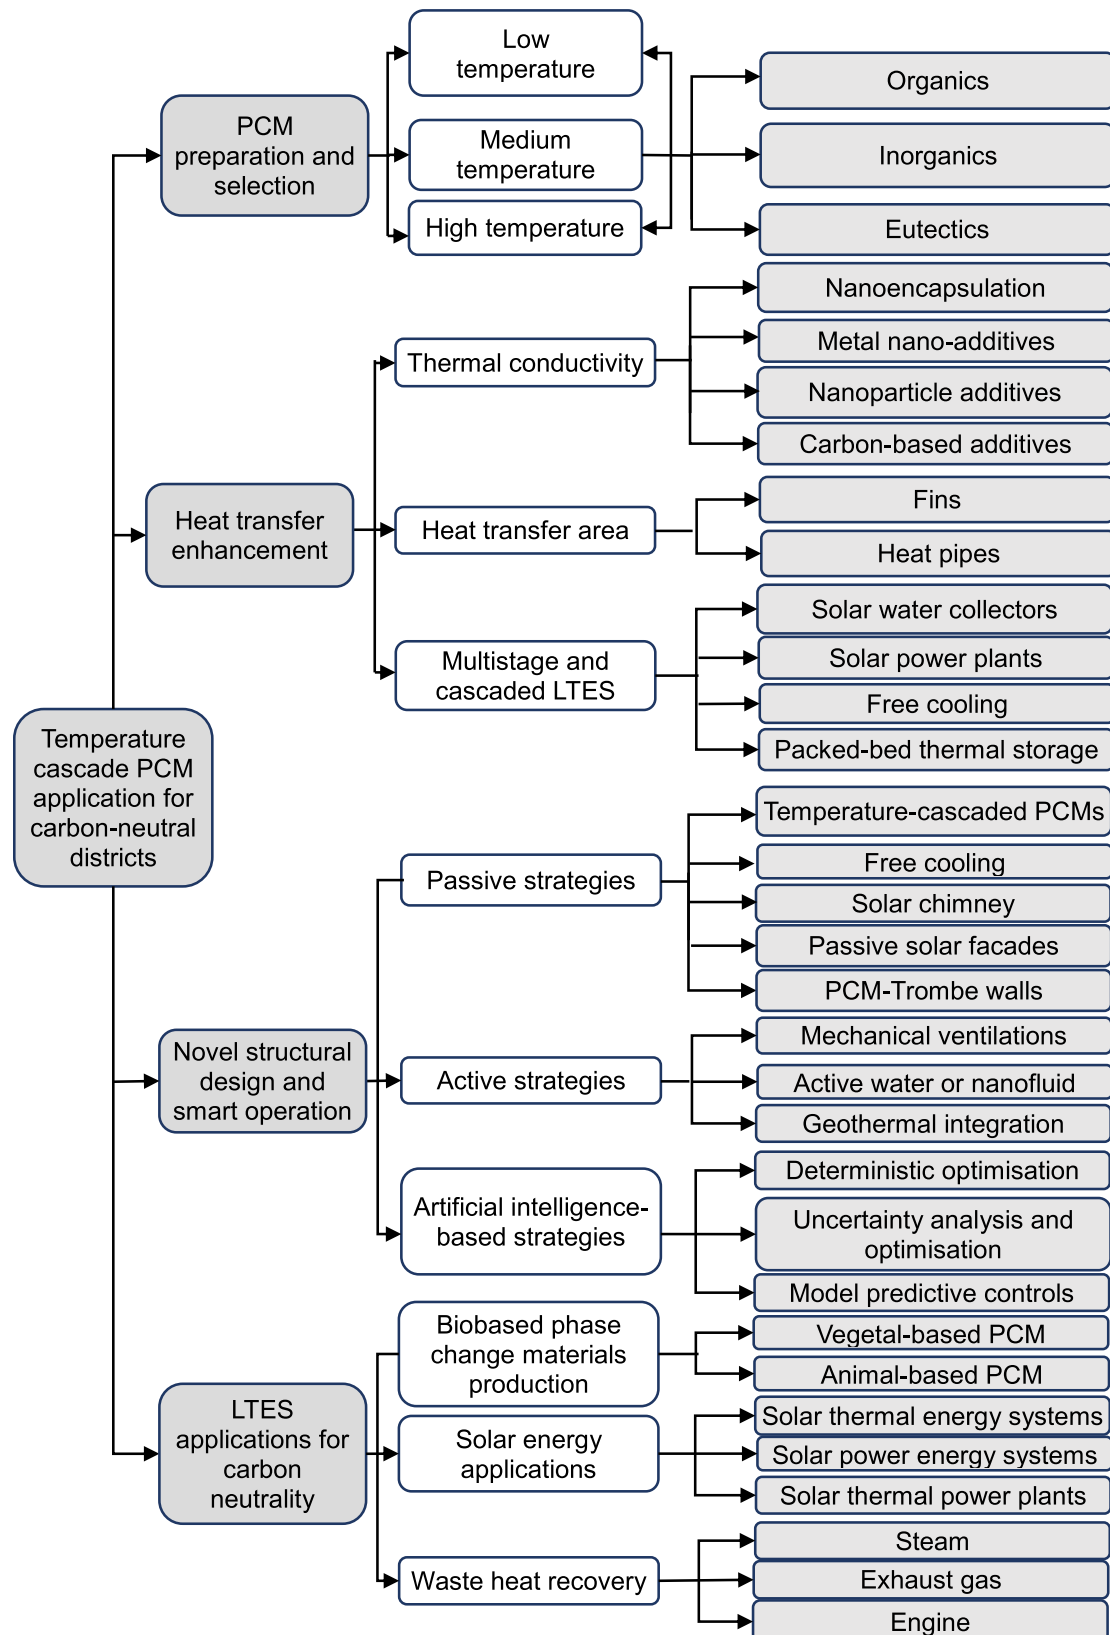 Temperature
cascade PCM
application for
carbon-neutral
districts
PCM
preparation and
selection
Low
temperature
Medium
temperature
High temperature
Organics
Inorganics
Eutectics
Heat transfer
enhancement
Thermal conductivity
Nanoencapsulation
Metal nano-additives
Nanoparticle additives
Carbon-based additives
Heat transfer area
Fins
Heat pipes
Multistage and
cascaded LTES
Solar water collectors
Solar power plants
Free cooling
Packed-bed thermal storage
Novel structural
design and
smart operation
Passive strategies
Temperature-cascaded PCMs
Free cooling
Solar chimney
Passive solar facades
PCM-Trombe walls
Active strategies
Mechanical ventilations
Active water or nanofluid
Geothermal integration
Artificial intelligence-
based strategies
Deterministic optimisation
Uncertainty analysis and
optimisation
Model predictive controls
LTES
applications for
carbon
neutrality
Biobased phase
change materials
production
Vegetal-based PCM
Animal-based PCM
Solar energy
applications
Solar thermal energy systems
Solar power energy systems
Solar thermal power plants
Waste heat recovery
Steam
Exhaust gas
Engine